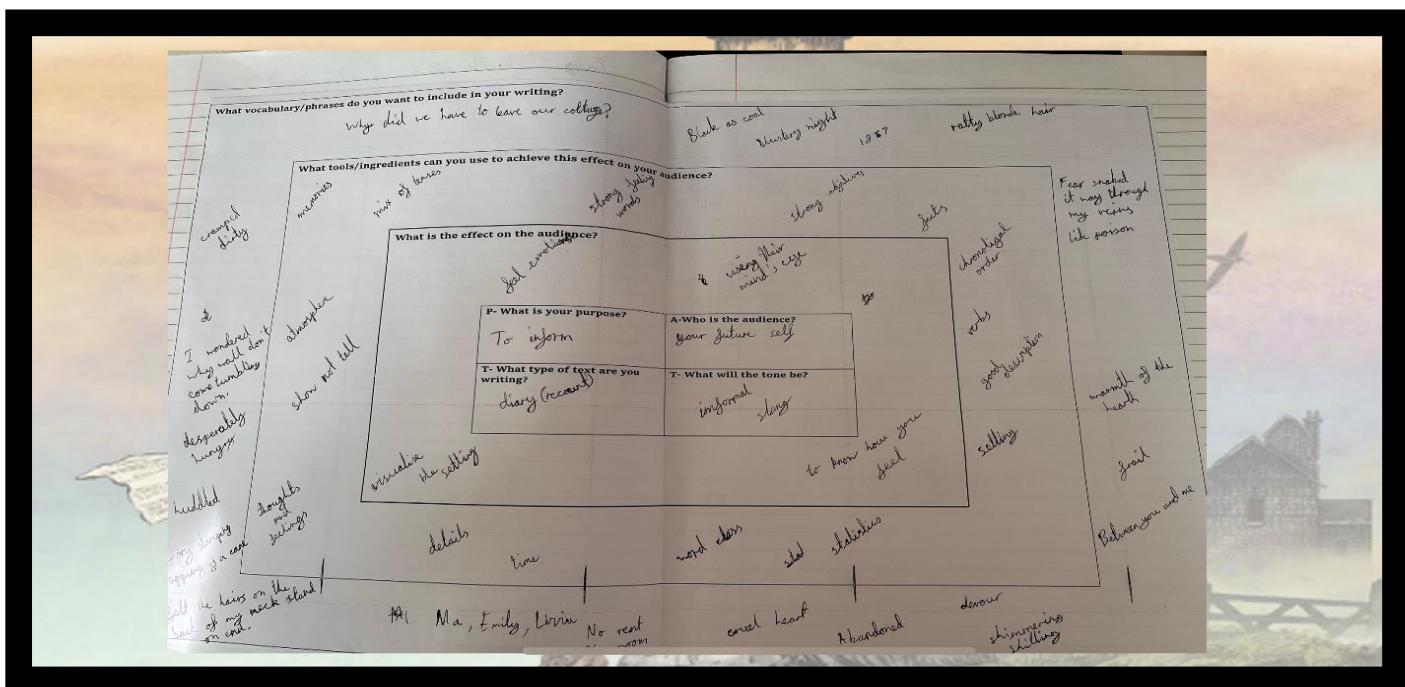 What vocabulary/phrases do you want to include in your writing?
Why did we have to leave our cottage?
Black as coal
blustery night
186?
ratty blonde hair
What tools/ingredients can you use to achieve this effect on your audience?
memories
mix of tenses
strong feeling
words
strong adjectives
facts
Fear snaked
it way through
my veins
like poison
cramped
dirty
What is the effect on the audience?
feel emotions
using their
mind's eye
chronotigal
order
P- What is your purpose?
To inform
A-Who is the audience?
your future self
T- What type of text are you
writing?
diary (recount)
T- What will the tone be?
informal
slang
I wondered
why wall don't
come tumbling
down.
desperately
hungry
atmosphere
show not tell
verbs
good
description
warmth of the
hearth
visualise
the setting
to know how you
feel
setting
frail
huddled
thoughts
and
feelings
Between you and me
details
time
word class
statistics
stinging
of a cane
felt the hairs on the
back of my neck stand
on end.
Ma, Emily, Lizzie
No rent
room
cruel heart
Abandoned
devour
shimmering
shilling